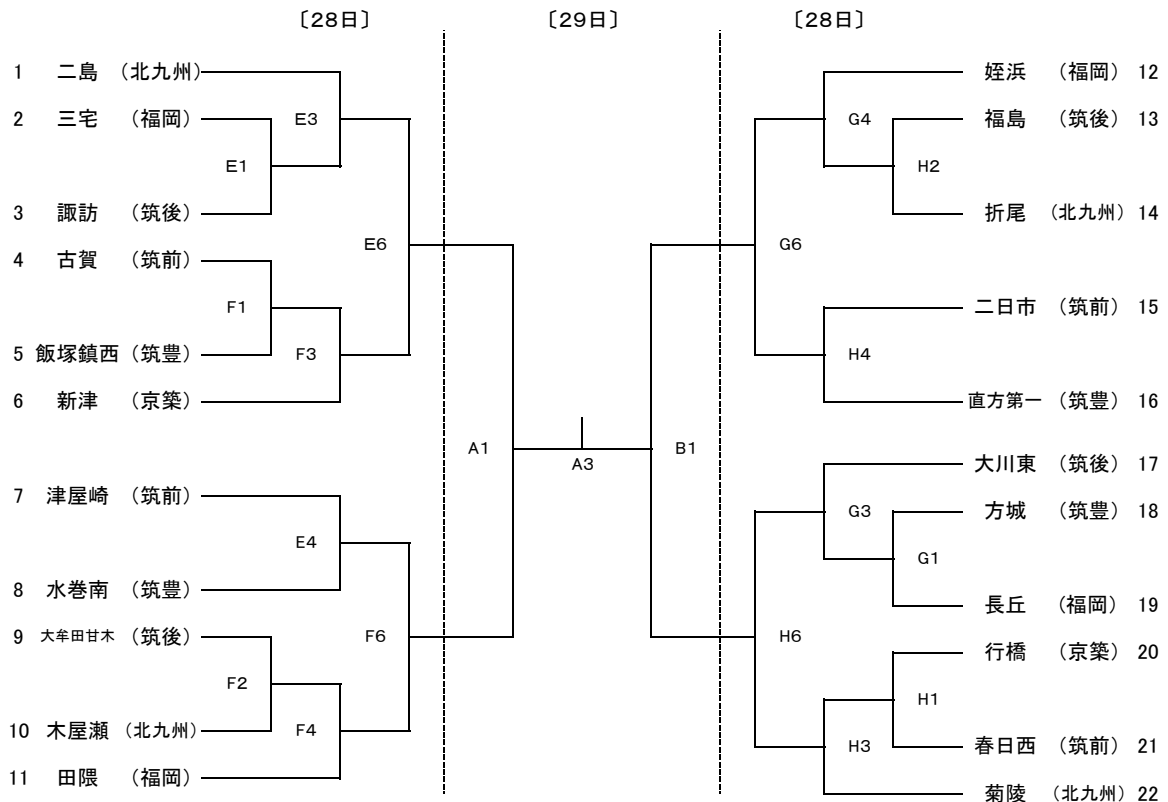 〔28日〕 〔29日〕 〔28日〕
1 二島 （北九州）
2 三宅 （福岡）
E3
E1
3 諏訪 （筑後）
E6
4 古賀 （筑前）
F1
5 飯塚鎮西 （筑豊）
F3
6 新津 （京築）
A1
7 津屋崎 （筑前）
E4
8 水巻南 （筑豊）
9 大牟田甘木 （筑後）
F6
F2
10 木屋瀬 （北九州）
F4
11 田隈 （福岡）
A3
B1
姪浜 （福岡） 12
G4
福島 （筑後） 13
H2
折尾 （北九州） 14
G6
二日市 （筑前） 15
H4
直方第一 （筑豊） 16
大川東 （筑後） 17
G3
方城 （筑豊） 18
G1
長丘 （福岡） 19
H6
行橋 （京築） 20
H1
H3
春日西 （筑前） 21
菊陵 （北九州） 22